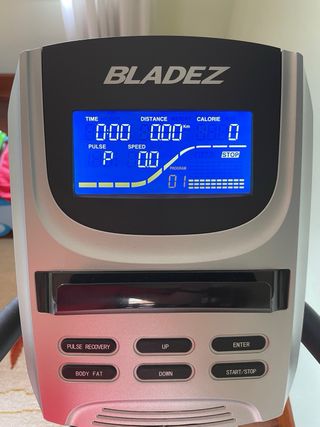 BLADEZ
TIME DISTANCE CALORIE
0:00 0.00 Km 0
PULSE SPEED
P 0.0 STOP
PROGRAM
01
PULSE RECOVERY UP ENTER
BODY FAT DOWN START/STOP